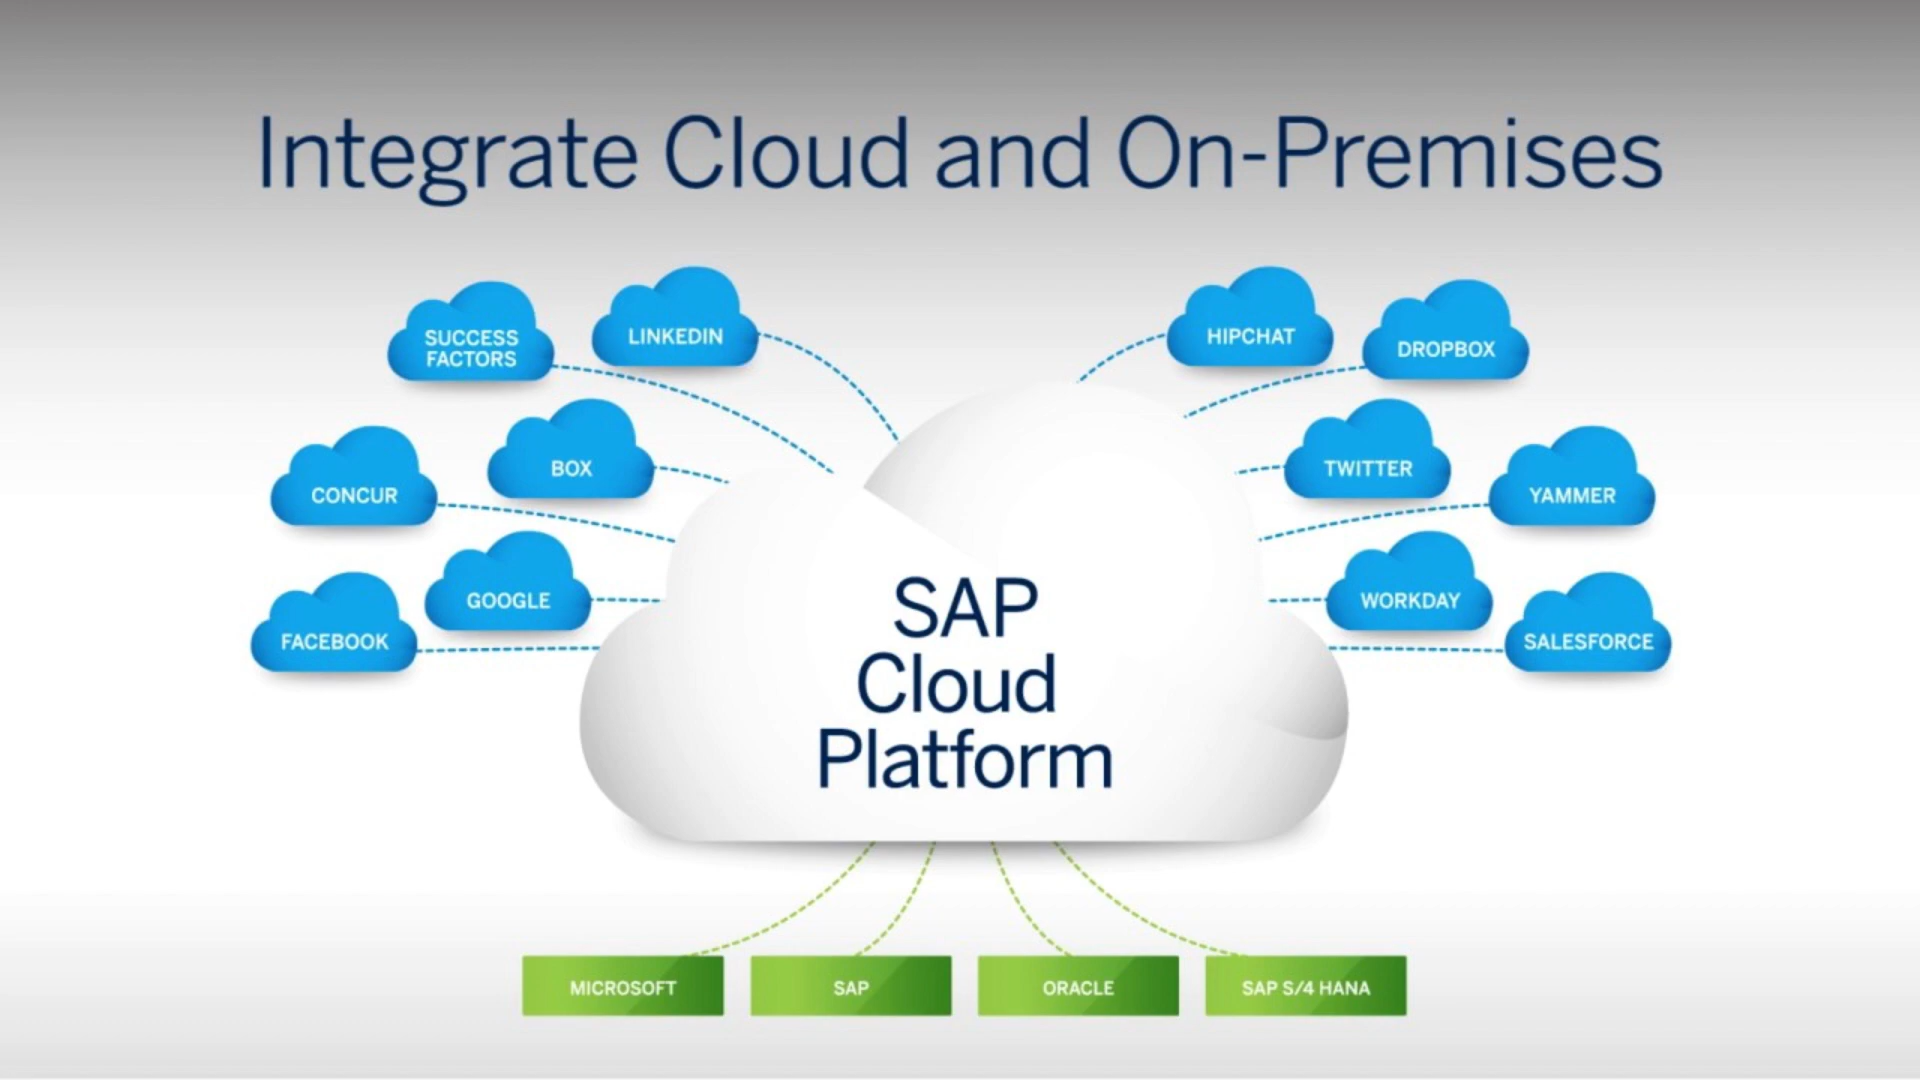 Integrate Cloud and On-Premises
SUCCESS
FACTORS
LINKEDIN
HIPCHAT
DROPBOX
CONCUR
BOX
TWITTER
YAMMER
FACEBOOK
GOOGLE
WORKDAY
SALESFORCE
SAP
Cloud
Platform
MICROSOFT
SAP
ORACLE
SAP S/4 HANA